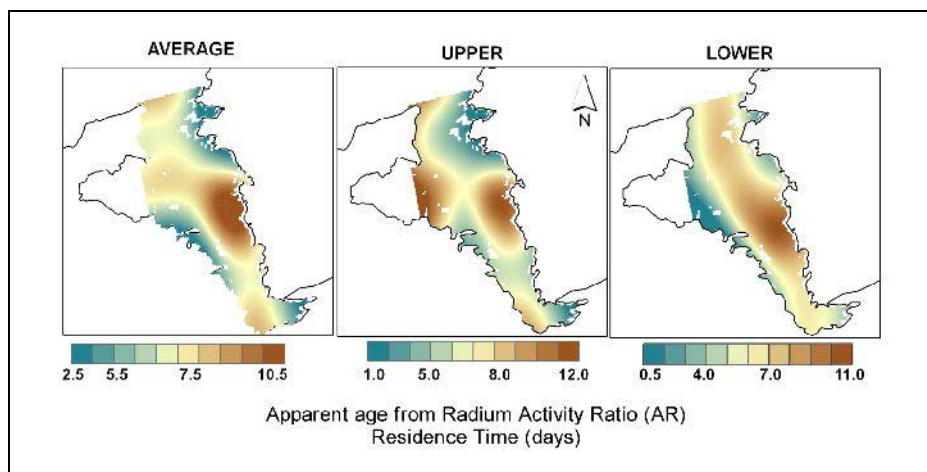 AVERAGE
UPPER
LOWER
N
2.5 5.5 7.5 10.5
1.0 5.0 8.0 12.0
0.5 4.0 7.0 11.0
Apparent age from Radium Activity Ratio (AR)
Residence Time (days)